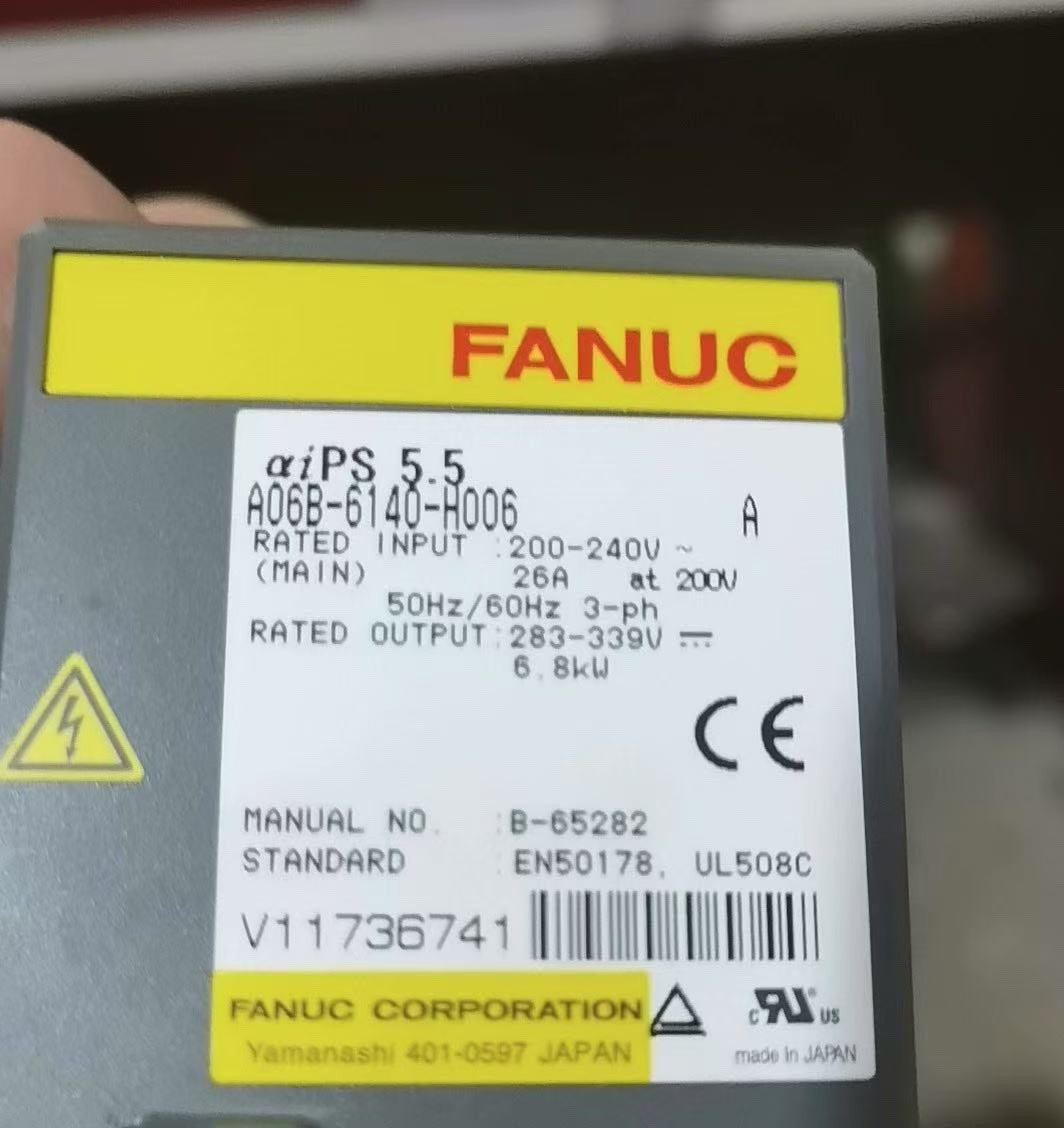 FANUC
αiPS 5.5
A06B-6140-H006 A
RATED INPUT :200-240V ~
(MAIN) 26A at 200V
50Hz/60Hz 3-ph
RATED OUTPUT:283-339V ⎓
6.8kW
CE
MANUAL NO. :B-65282
STANDARD :EN50178, UL508C
V11736741
FANUC CORPORATION
Yamanashi 401-0597 JAPAN
c RU ® US
made in JAPAN